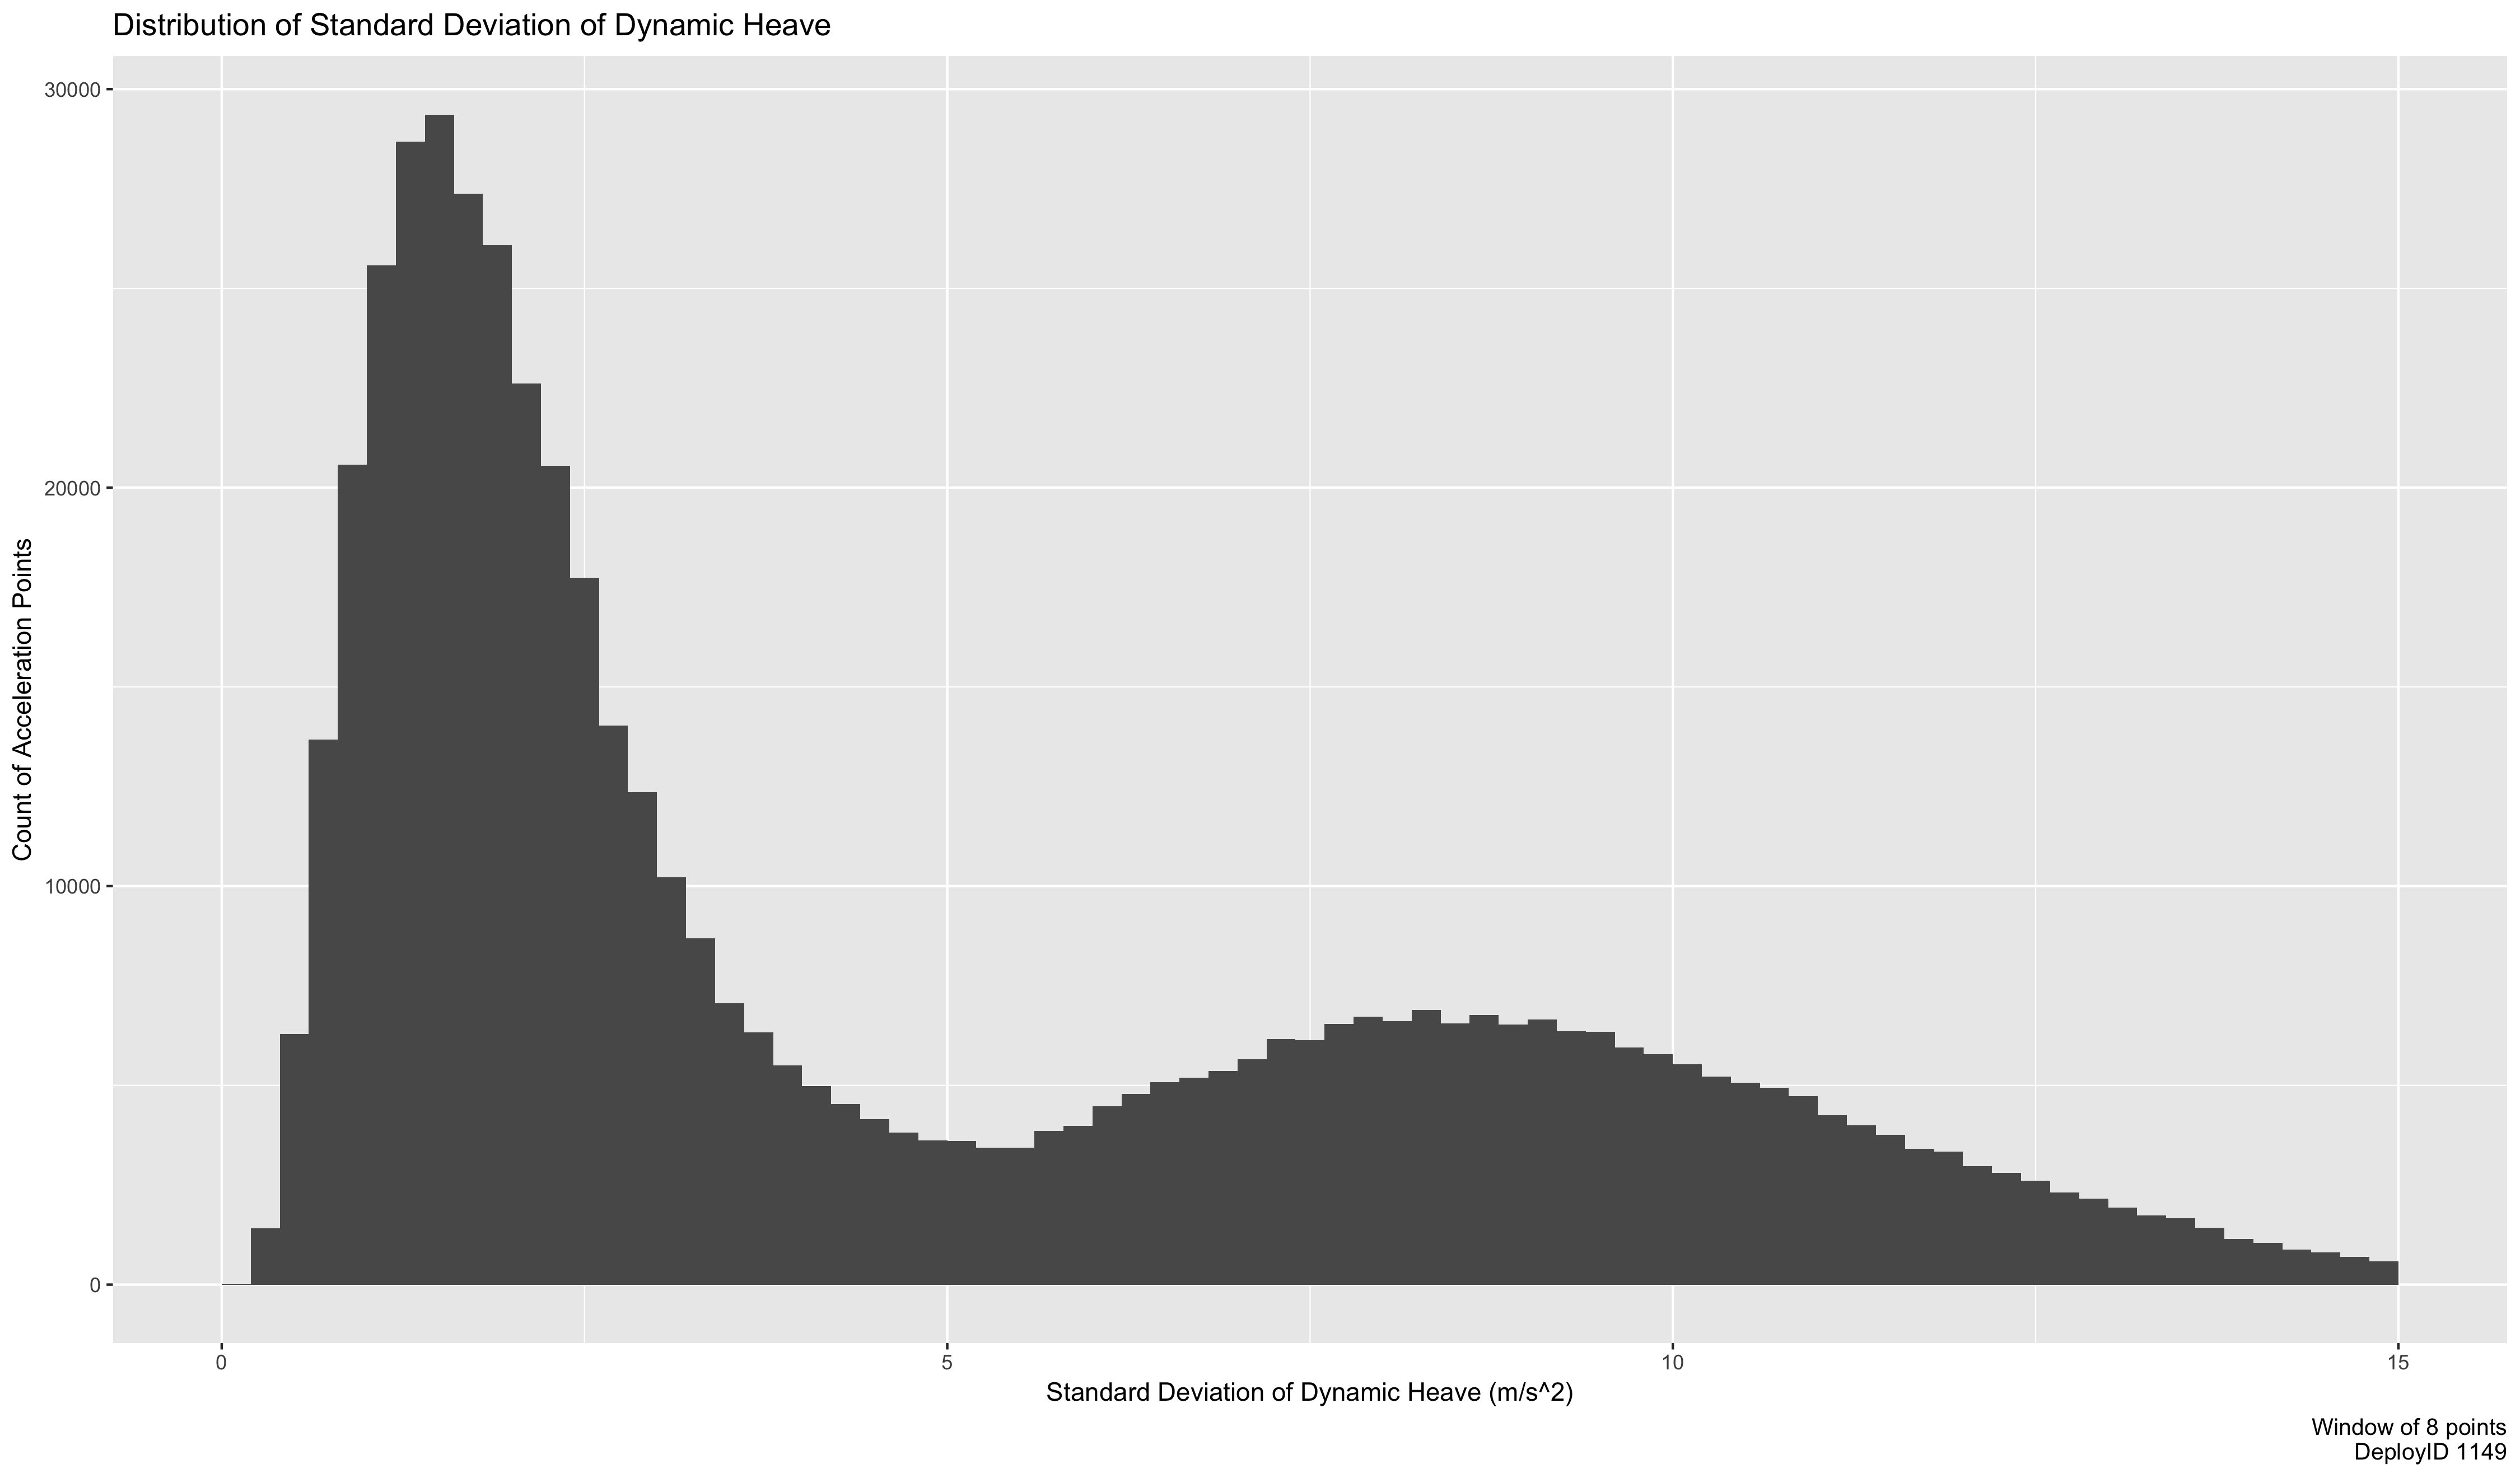 Distribution of Standard Deviation of Dynamic Heave
30000
20000
10000
0
Count of Acceleration Points
0
5
10
15
Standard Deviation of Dynamic Heave (m/s^2)
Window of 8 points
DeployID 1149